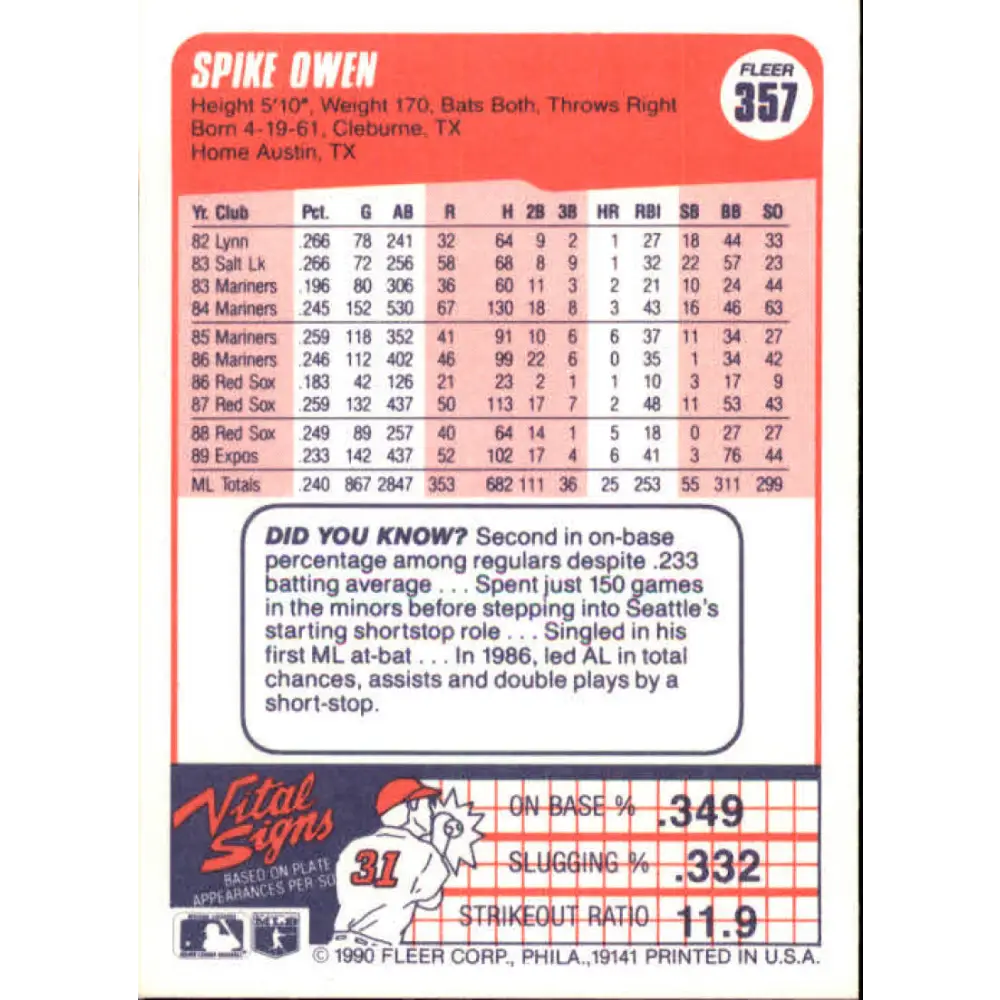 SPIKE OWEN
FLEER
357
Height 5'10", Weight 170, Bats Both, Throws Right
Born 4-19-61, Cleburne, TX
Home Austin, TX
Yr. Club Pct. G AB R H 2B 3B HR RBI SB BB SO
82 Lynn .266 78 241 32 64 9 2 1 27 18 44 33
83 Salt Lk .266 72 256 58 68 8 9 1 32 22 57 23
83 Mariners .196 80 306 36 60 11 3 2 21 10 24 44
84 Mariners .245 152 530 67 130 18 8 3 43 16 46 63
85 Mariners .259 118 352 41 91 10 6 6 37 11 34 27
86 Mariners .246 112 402 46 99 22 6 0 35 1 34 42
86 Red Sox .183 42 126 21 23 2 1 1 10 3 17 9
87 Red Sox .259 132 437 50 113 17 7 2 48 11 53 43
88 Red Sox .249 89 257 40 64 14 1 5 18 0 27 27
89 Expos .233 142 437 52 102 17 4 6 41 3 76 44
ML Totals .240 867 2847 353 682 111 36 25 253 55 311 299
DID YOU KNOW? Second in on-base
percentage among regulars despite .233
batting average . . . Spent just 150 games
in the minors before stepping into Seattle's
starting shortstop role . . . Singled in his
first ML at-bat . . . In 1986, led AL in total
chances, assists and double plays by a
short-stop.
Vital
Signs
BASED ON PLATE
APPEARANCES PER SO
31
ON BASE % .349
SLUGGING % .332
STRIKEOUT RATIO 11.9
© 1990 FLEER CORP., PHILA.,19141 PRINTED IN U.S.A.